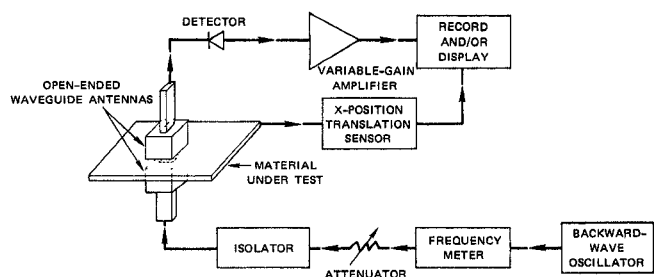 DETECTOR
RECORD
AND/OR
DISPLAY
VARIABLE-GAIN
AMPLIFIER
OPEN-ENDED
WAVEGUIDE ANTENNAS
X-POSITION
TRANSLATION
SENSOR
MATERIAL
UNDER TEST
ISOLATOR
ATTENUATOR
FREQUENCY
METER
BACKWARD-
WAVE
OSCILLATOR